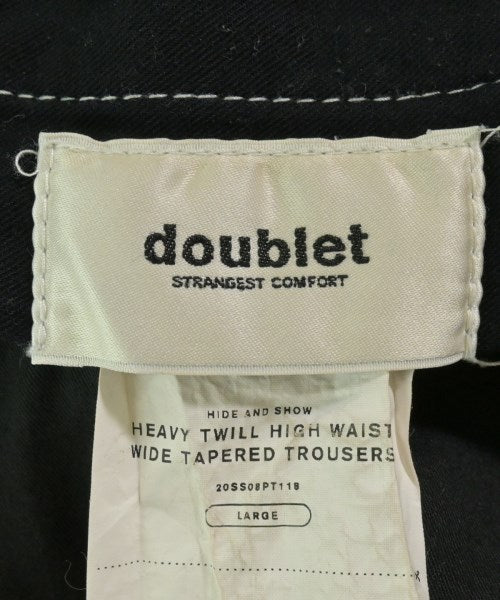 doublet
STRANGEST COMFORT
HIDE AND SHOW
HEAVY TWILL HIGH WAIST
WIDE TAPERED TROUSERS
20SS08PT118
LARGE